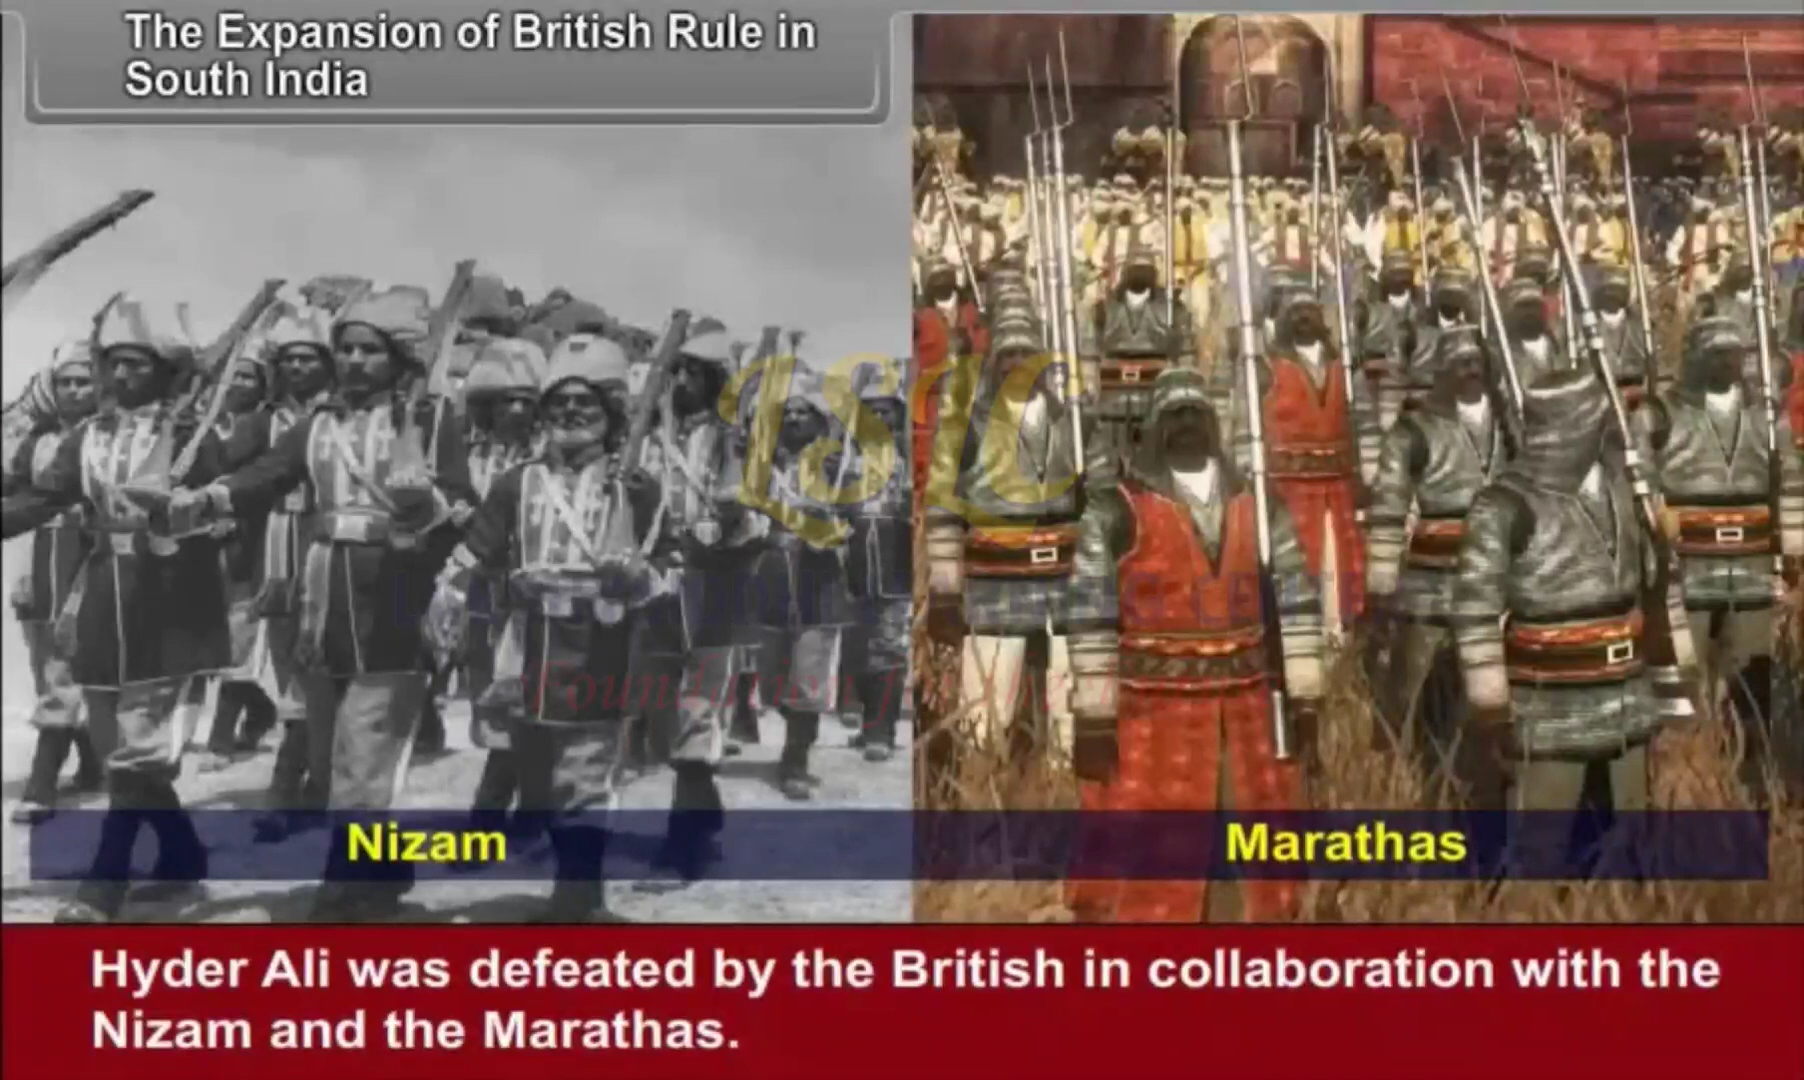 The Expansion of British Rule in
South India
LSLC
Nizam
Marathas
Hyder Ali was defeated by the British in collaboration with the
Nizam and the Marathas.